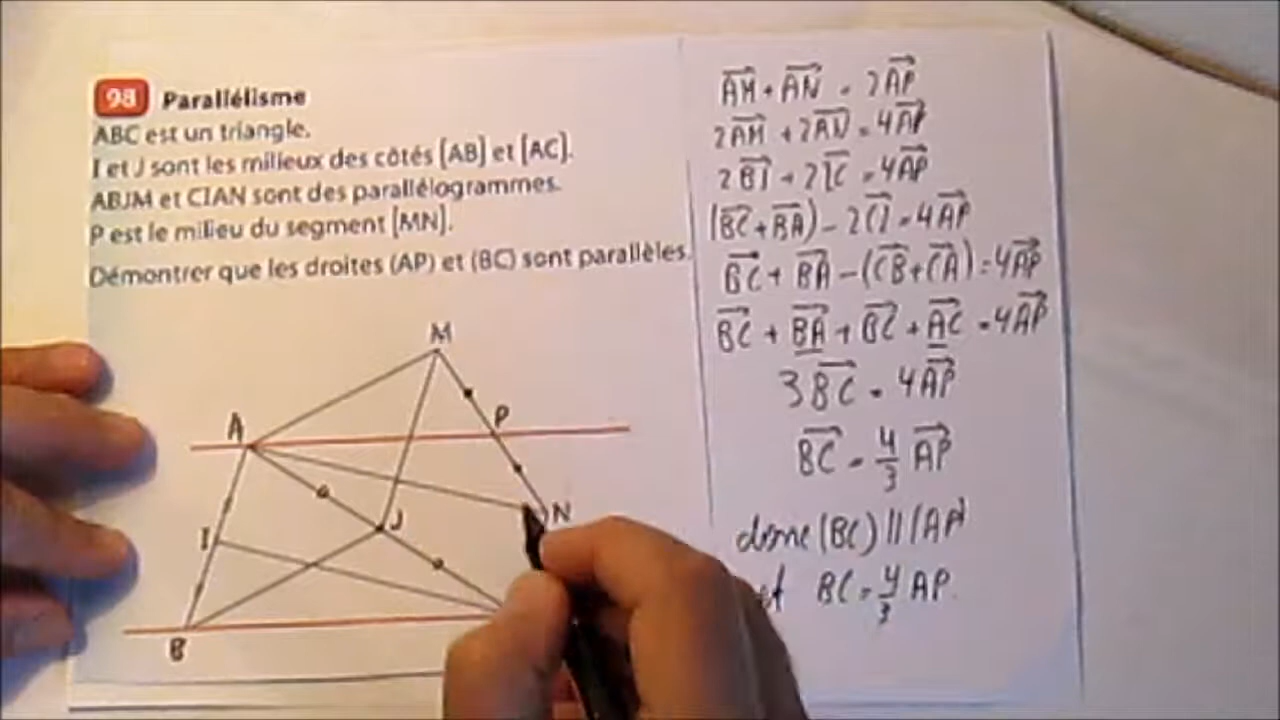 98 Parallélisme
ABC est un triangle.
I et J sont les milieux des côtés [AB] et [AC].
ABJM et CIAN sont des parallélogrammes.
P est le milieu du segment [MN].
Démontrer que les droites (AP) et (BC) sont parallèles.
M
A
P
J
N
I
B
AM + AN = 2AP
2AM + 2AN = 4AP
2BJ + 2IC = 4AP
(BC + BA) - 2CI = 4AP
BC + BA - (CB + CA) = 4AP
BC + BA + BC + AC = 4AP
3BC = 4AP
BC = 4/3 AP
donc (BC) // (AP)
et BC = 4/3 AP.